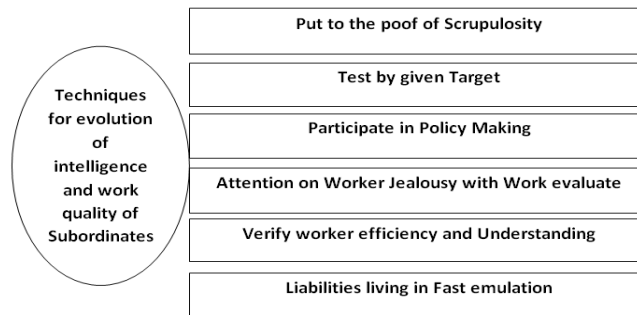 Techniques
for evolution
of
intelligence
and work
quality of
Subordinates
Put to the poof of Scrupulosity
Test by given Target
Participate in Policy Making
Attention on Worker Jealousy with Work evaluate
Verify worker efficiency and Understanding
Liabilities living in Fast emulation